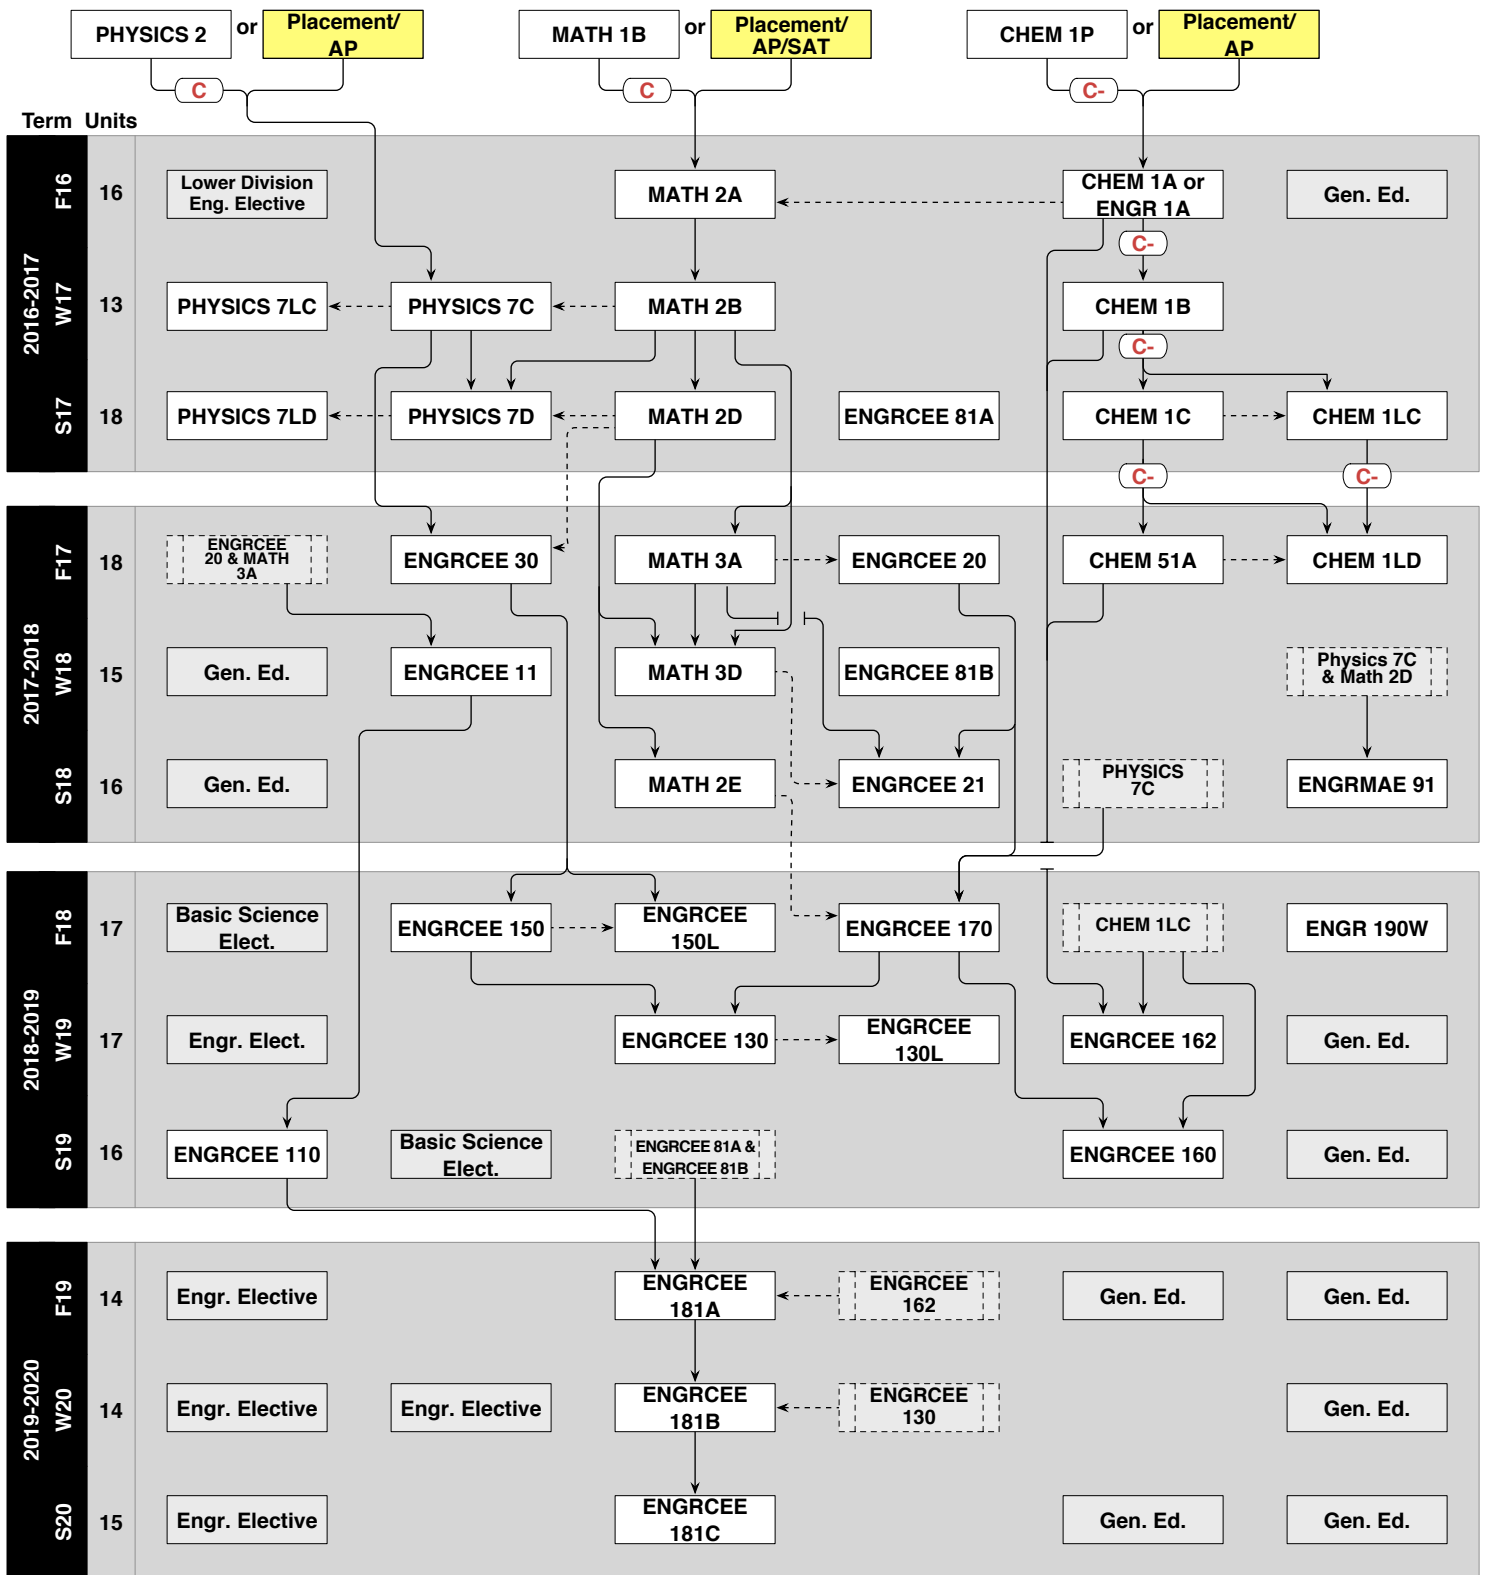 PHYSICS 2
or
Placement/
AP
MATH 1B
or
Placement/
AP/SAT
CHEM 1P
or
Placement/
AP
C
C
C-
Term Units
2016-2017
F16
16
Lower Division
Eng. Elective
MATH 2A
CHEM 1A or
ENGR 1A
Gen. Ed.
C-
W17
13
PHYSICS 7LC
PHYSICS 7C
MATH 2B
CHEM 1B
C-
S17
18
PHYSICS 7LD
PHYSICS 7D
MATH 2D
ENGRCEE 81A
CHEM 1C
CHEM 1LC
C-
C-
2017-2018
F17
18
ENGRCEE
20 & MATH
3A
ENGRCEE 30
MATH 3A
ENGRCEE 20
CHEM 51A
CHEM 1LD
W18
15
Gen. Ed.
ENGRCEE 11
MATH 3D
ENGRCEE 81B
Physics 7C
& Math 2D
S18
16
Gen. Ed.
MATH 2E
ENGRCEE 21
PHYSICS
7C
ENGRMAE 91
2018-2019
F18
17
Basic Science
Elect.
ENGRCEE 150
ENGRCEE
150L
ENGRCEE 170
CHEM 1LC
ENGR 190W
W19
17
Engr. Elect.
ENGRCEE 130
ENGRCEE
130L
ENGRCEE 162
Gen. Ed.
S19
16
ENGRCEE 110
Basic Science
Elect.
ENGRCEE 81A &
ENGRCEE 81B
ENGRCEE 160
Gen. Ed.
2019-2020
F19
14
Engr. Elective
ENGRCEE
181A
ENGRCEE
162
Gen. Ed.
Gen. Ed.
W20
14
Engr. Elective
Engr. Elective
ENGRCEE
181B
ENGRCEE
130
Gen. Ed.
S20
15
Engr. Elective
ENGRCEE
181C
Gen. Ed.
Gen. Ed.